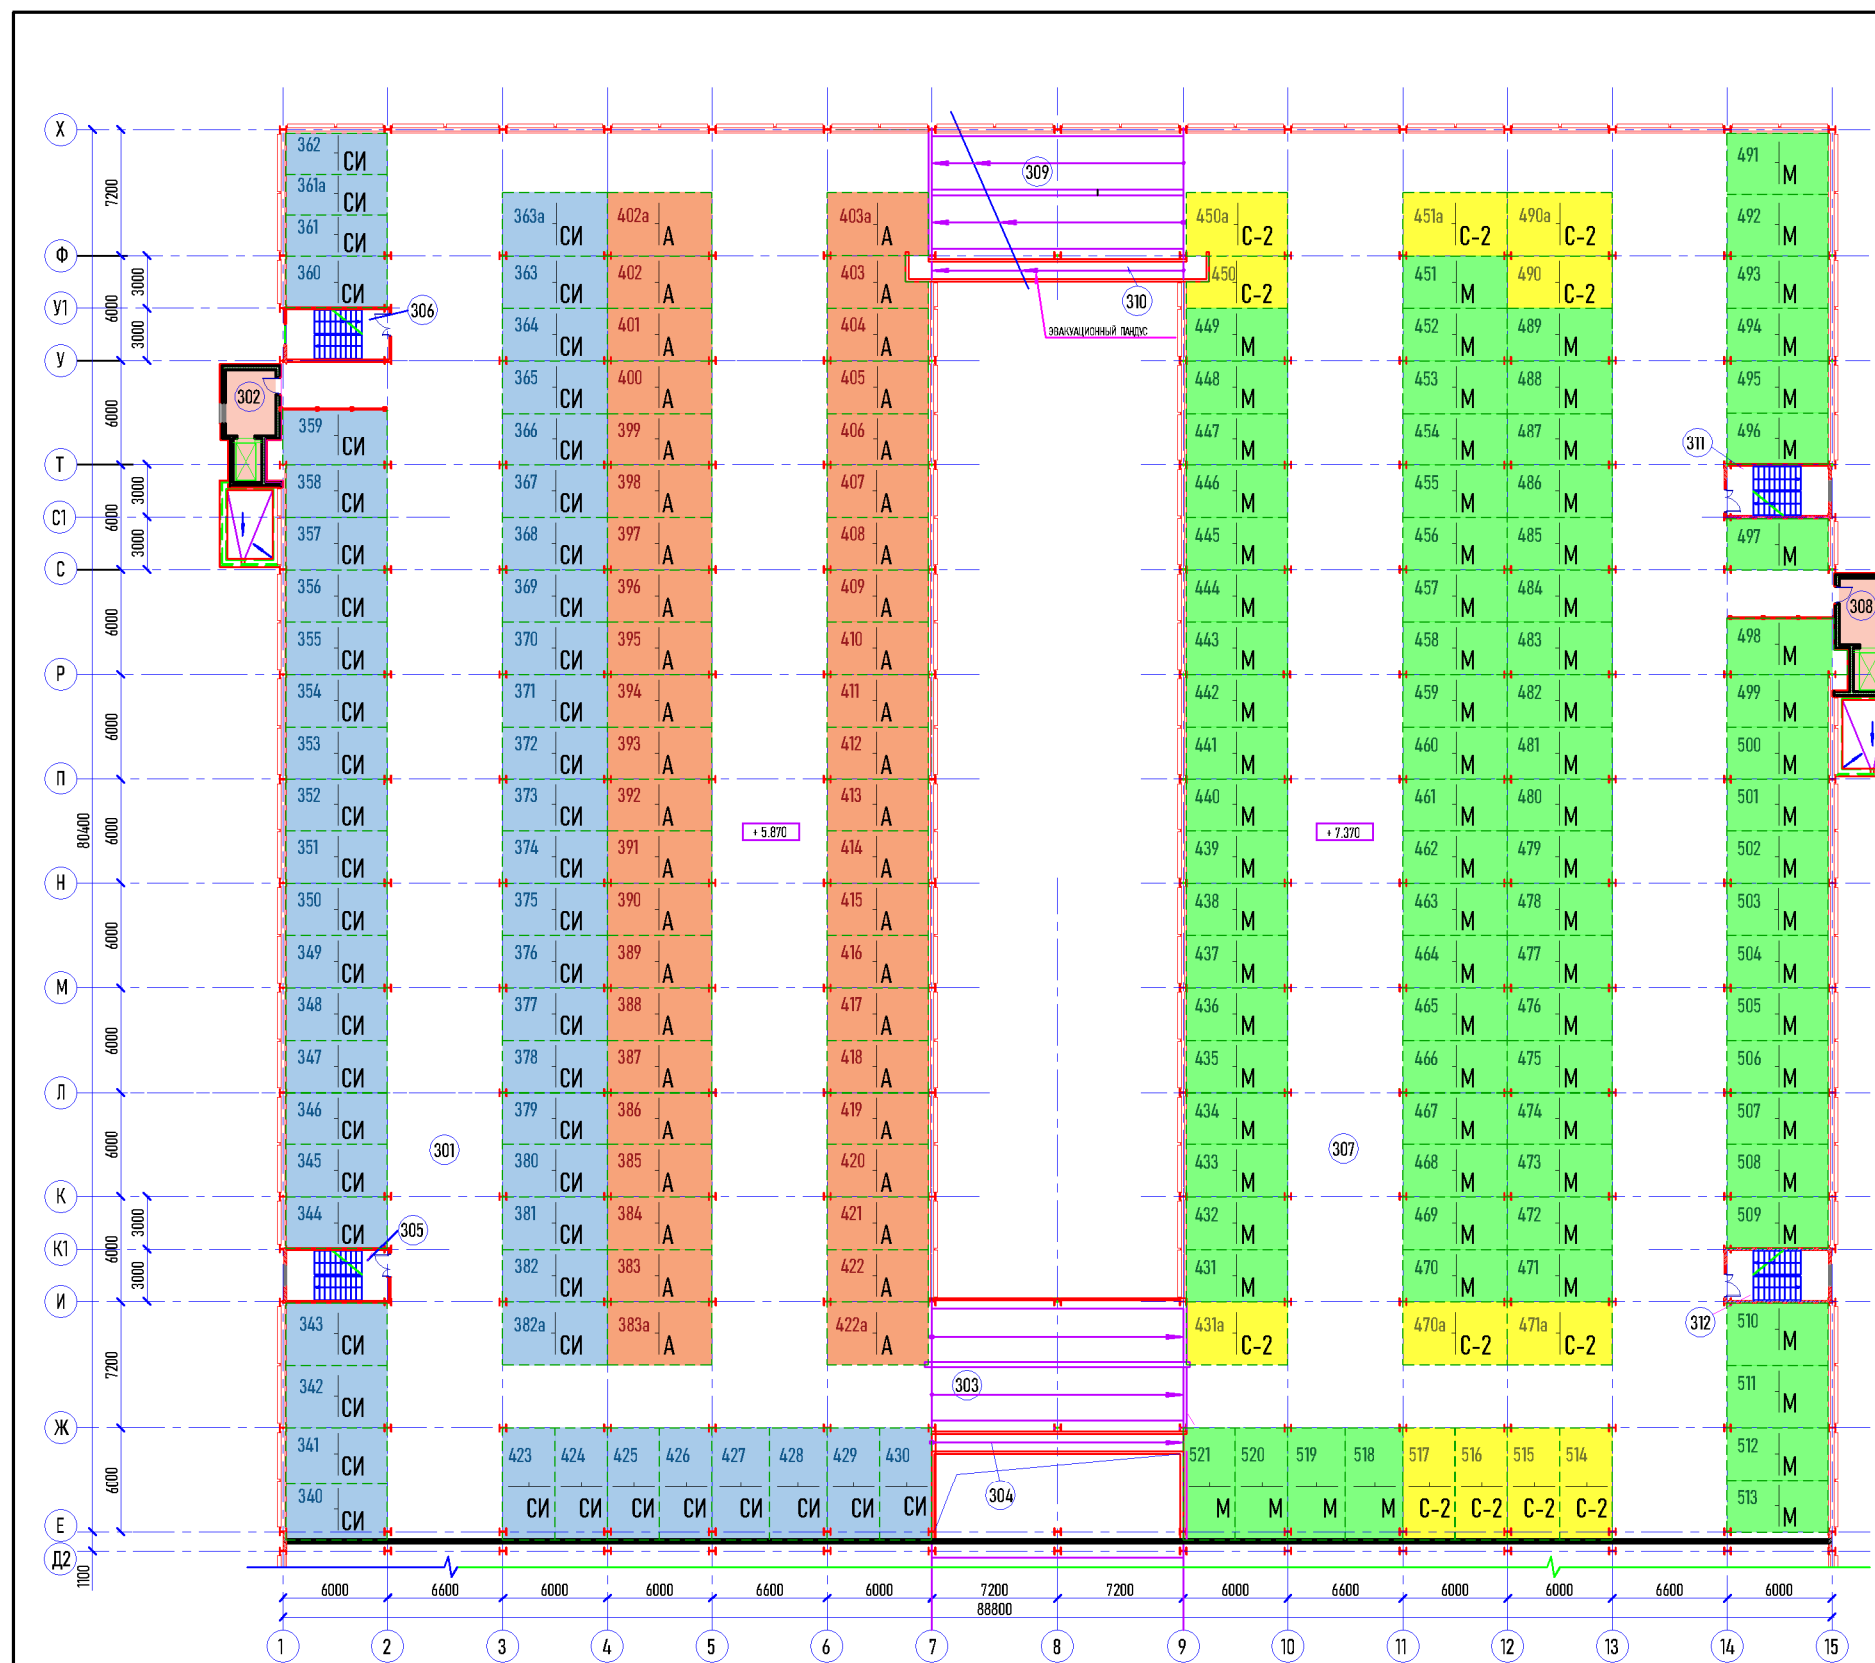 Х
362 СИ
491 М
361а СИ
309
7200
363а СИ 402а А 403а А 450а С-2 451а С-2 490а С-2
492 М
361 СИ
Ф
360 СИ 363 СИ 402 А 403 А 450 С-2 451 М 490 С-2 493 М
3000
310
306
У1
6000
364 СИ 401 А 404 А 449 М 452 М 489 М 494 М
3000
ЭВАКУАЦИОННЫЙ ПАНДУС
У
365 СИ 400 А 405 А 448 М 453 М 488 М 495 М
302
6000
359 СИ 366 СИ 399 А 406 А 447 М 454 М 487 М 496 М
311
Т
358 СИ 367 СИ 398 А 407 А 446 М 455 М 486 М
3000
С1
6000
357 СИ 368 СИ 397 А 408 А 445 М 456 М 485 М 497 М
3000
С
356 СИ 369 СИ 396 А 409 А 444 М 457 М 484 М
308
6000
355 СИ 370 СИ 395 А 410 А 443 М 458 М 483 М 498 М
Р
354 СИ 371 СИ 394 А 411 А 442 М 459 М 482 М 499 М
6000
353 СИ 372 СИ 393 А 412 А 441 М 460 М 481 М 500 М
П
352 СИ 373 СИ 392 А 413 А 440 М 461 М 480 М 501 М
80400
6000
+ 5.870
+ 7.370
351 СИ 374 СИ 391 А 414 А 439 М 462 М 479 М 502 М
Н
350 СИ 375 СИ 390 А 415 А 438 М 463 М 478 М 503 М
6000
349 СИ 376 СИ 389 А 416 А 437 М 464 М 477 М 504 М
М
348 СИ 377 СИ 388 А 417 А 436 М 465 М 476 М 505 М
6000
347 СИ 378 СИ 387 А 418 А 435 М 466 М 475 М 506 М
Л
346 СИ 379 СИ 386 А 419 А 434 М 467 М 474 М 507 М
6000
301
307
345 СИ 380 СИ 385 А 420 А 433 М 468 М 473 М 508 М
К
344 СИ 381 СИ 384 А 421 А 432 М 469 М 472 М 509 М
3000
305
К1
6000
382 СИ 383 А 422 А 431 М 470 М 471 М
3000
И
343 СИ 382а СИ 383а А 422а А 431а С-2 470а С-2 471а С-2 510 М
312
7200
342 СИ
303
511 М
Ж
341 СИ
512 М
423 424 425 426 427 428 429 430 521 520 519 518 517 516 515 514
6000
304
340 СИ
513 М
СИ СИ СИ СИ СИ СИ СИ СИ М М М М С-2 С-2 С-2 С-2
Е
Д2
1100
6000 6600 6000 6000 6600 6000 7200 7200 6000 6600 6000 6000 6600 6000
88800
1 2 3 4 5 6 7 8 9 10 11 12 13 14 15